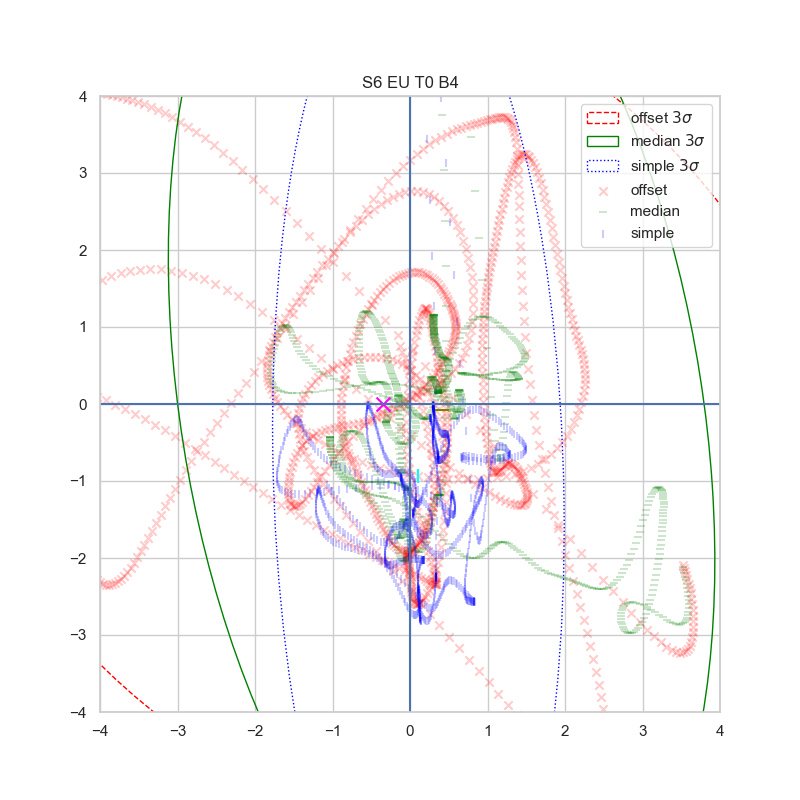 S6 EU T0 B4
offset 3σ
median 3σ
simple 3σ
offset
median
simple
4
3
2
1
0
−1
−2
−3
−4
−4 −3 −2 −1 0 1 2 3 4